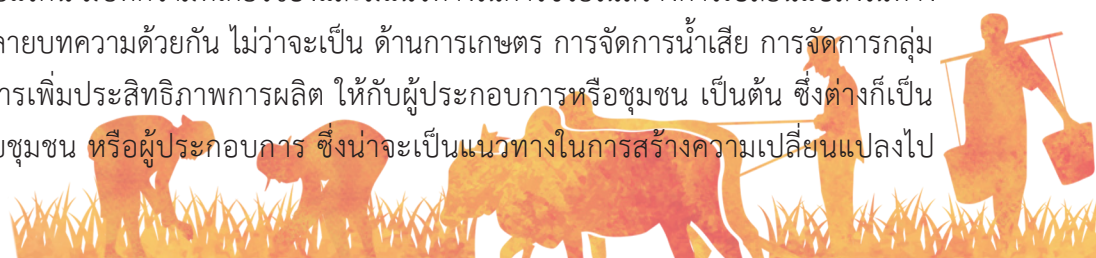 ลายบทความด้วยกัน ไม่ว่าจะเป็น ด้านการเกษตร การจัดการน้ำเสีย การจัดการกลุ่ม
ารเพิ่มประสิทธิภาพการผลิต ให้กับผู้ประกอบการหรือชุมชน เป็นต้น ซึ่งต่างก็เป็น
ชุมชน หรือผู้ประกอบการ ซึ่งน่าจะเป็นแนวทางในการสร้างความเปลี่ยนแปลงไป